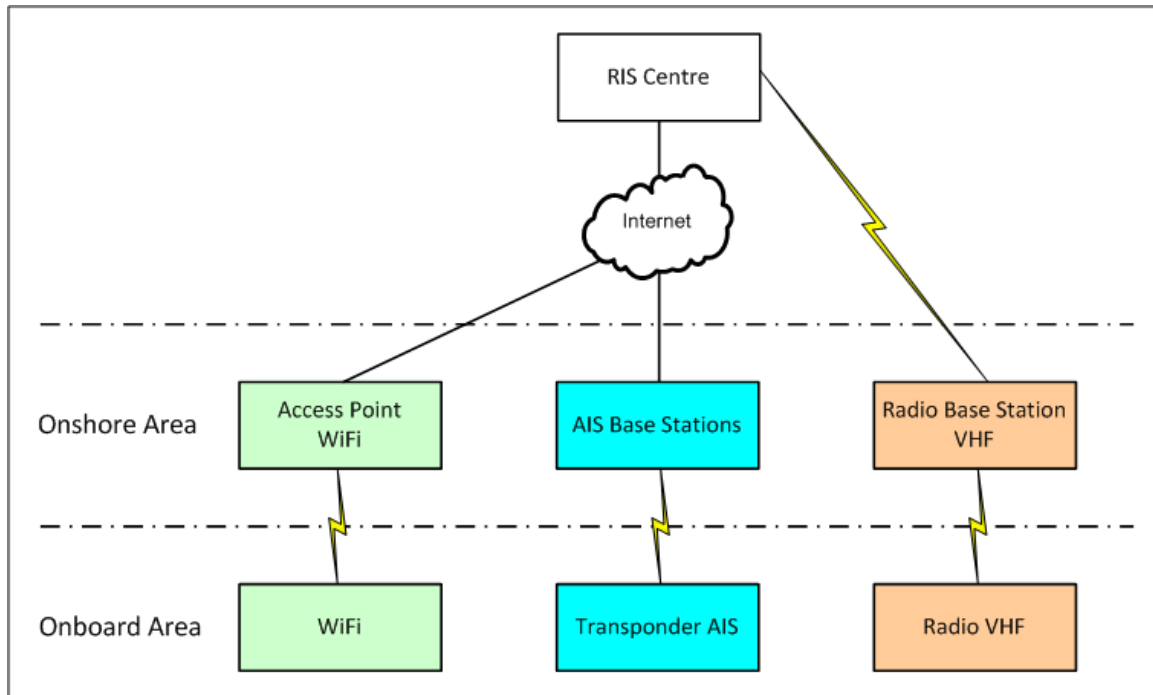 RIS Centre
Internet
Onshore Area
Access Point
WiFi
AIS Base Stations
Radio Base Station
VHF
Onboard Area
WiFi
Transponder AIS
Radio VHF